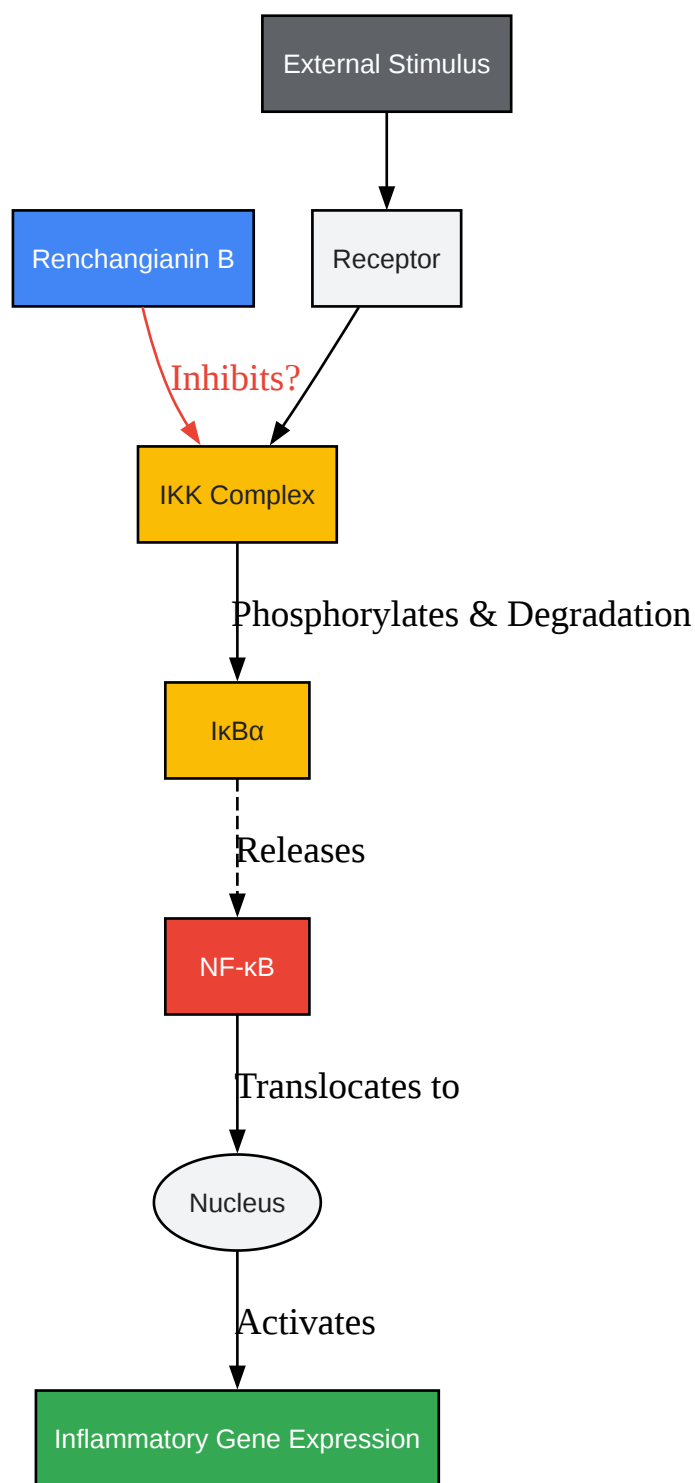 External Stimulus
Renchangianin B
Receptor
Inhibits?
IKK Complex
Phosphorylates & Degradation
IκBα
Releases
NF-κB
Translocates to
Nucleus
Activates
Inflammatory Gene Expression